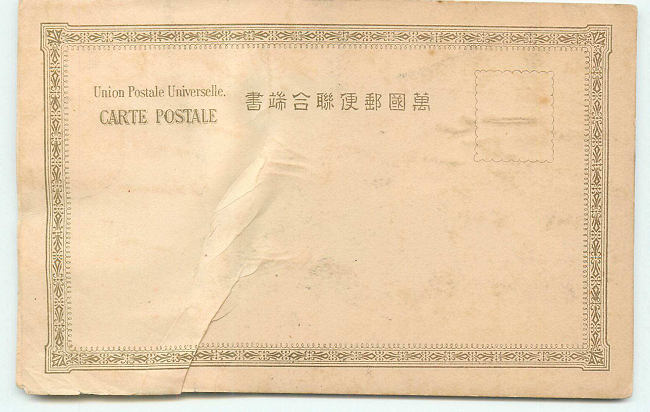 Union Postale Universelle.
CARTE POSTALE
書端合聯便郵國萬